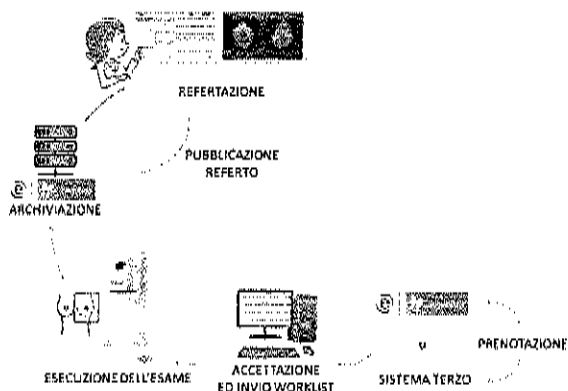 REFERTAZIONE
PUBBLICAZIONE
REFERTO
ARCHIVIAZIONE
PRENOTAZIONE
ESECUZIONE DELL'ESAME
ACCETTAZIONE
ED INVIO WORKLIST
SISTEMA TERZO